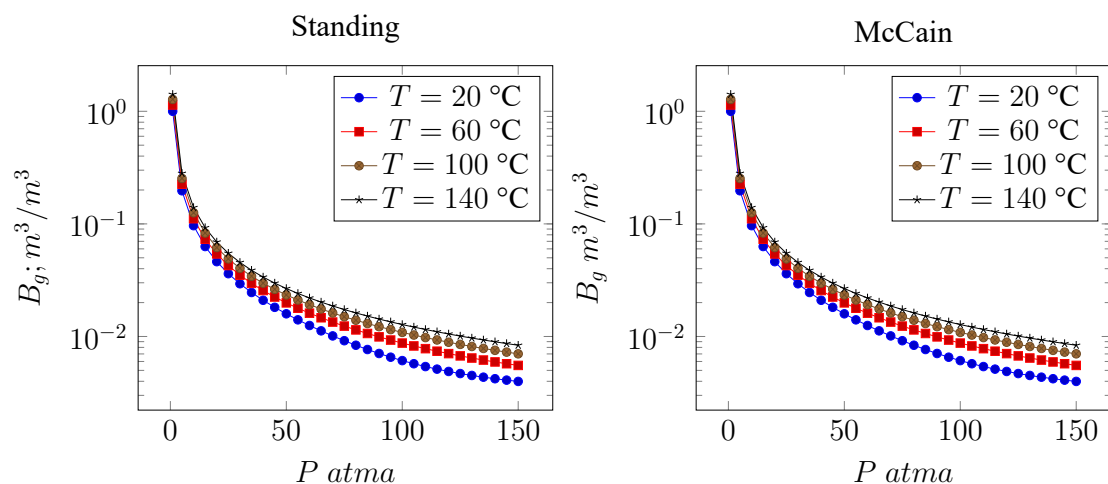 Standing
10^0
10^−1
10^−2
B_g; m^3/m^3
T = 20 °C
T = 60 °C
T = 100 °C
T = 140 °C
0 50 100 150
P atma
McCain
10^0
10^−1
10^−2
B_g m^3/m^3
T = 20 °C
T = 60 °C
T = 100 °C
T = 140 °C
0 50 100 150
P atma